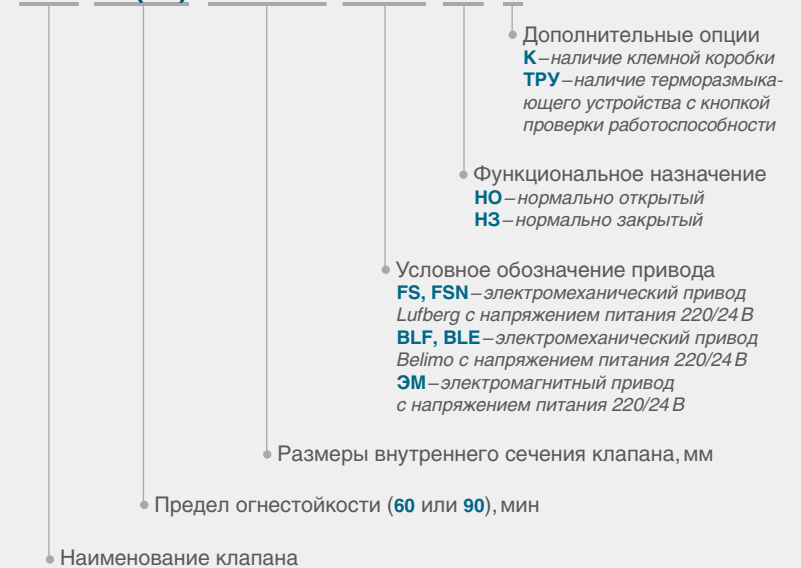 Дополнительные опции
К – наличие клемной коробки
ТРУ – наличие терморазмыка-
ющего устройства с кнопкой
проверки работоспособности
Функциональное назначение
НО – нормально открытый
НЗ – нормально закрытый
Условное обозначение привода
FS, FSN – электромеханический привод
Lufberg с напряжением питания 220/24 В
BLF, BLE – электромеханический привод
Belimo с напряжением питания 220/24 В
ЭМ – электромагнитный привод
с напряжением питания 220/24 В
Размеры внутреннего сечения клапана, мм
Предел огнестойкости (60 или 90), мин
Наименование клапана